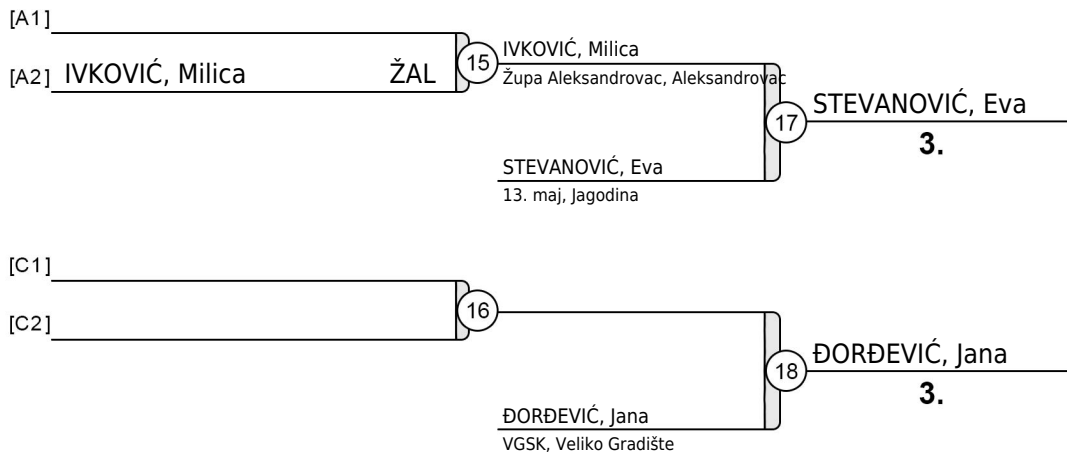 [A1]
[A2] IVKOVIĆ, Milica ŽAL
15
IVKOVIĆ, Milica
Župa Aleksandrovac, Aleksandrovac
17
STEVANOVIĆ, Eva
3.
STEVANOVIĆ, Eva
13. maj, Jagodina
[C1]
[C2]
16
18
ĐORĐEVIĆ, Jana
3.
ĐORĐEVIĆ, Jana
VGSK, Veliko Gradište